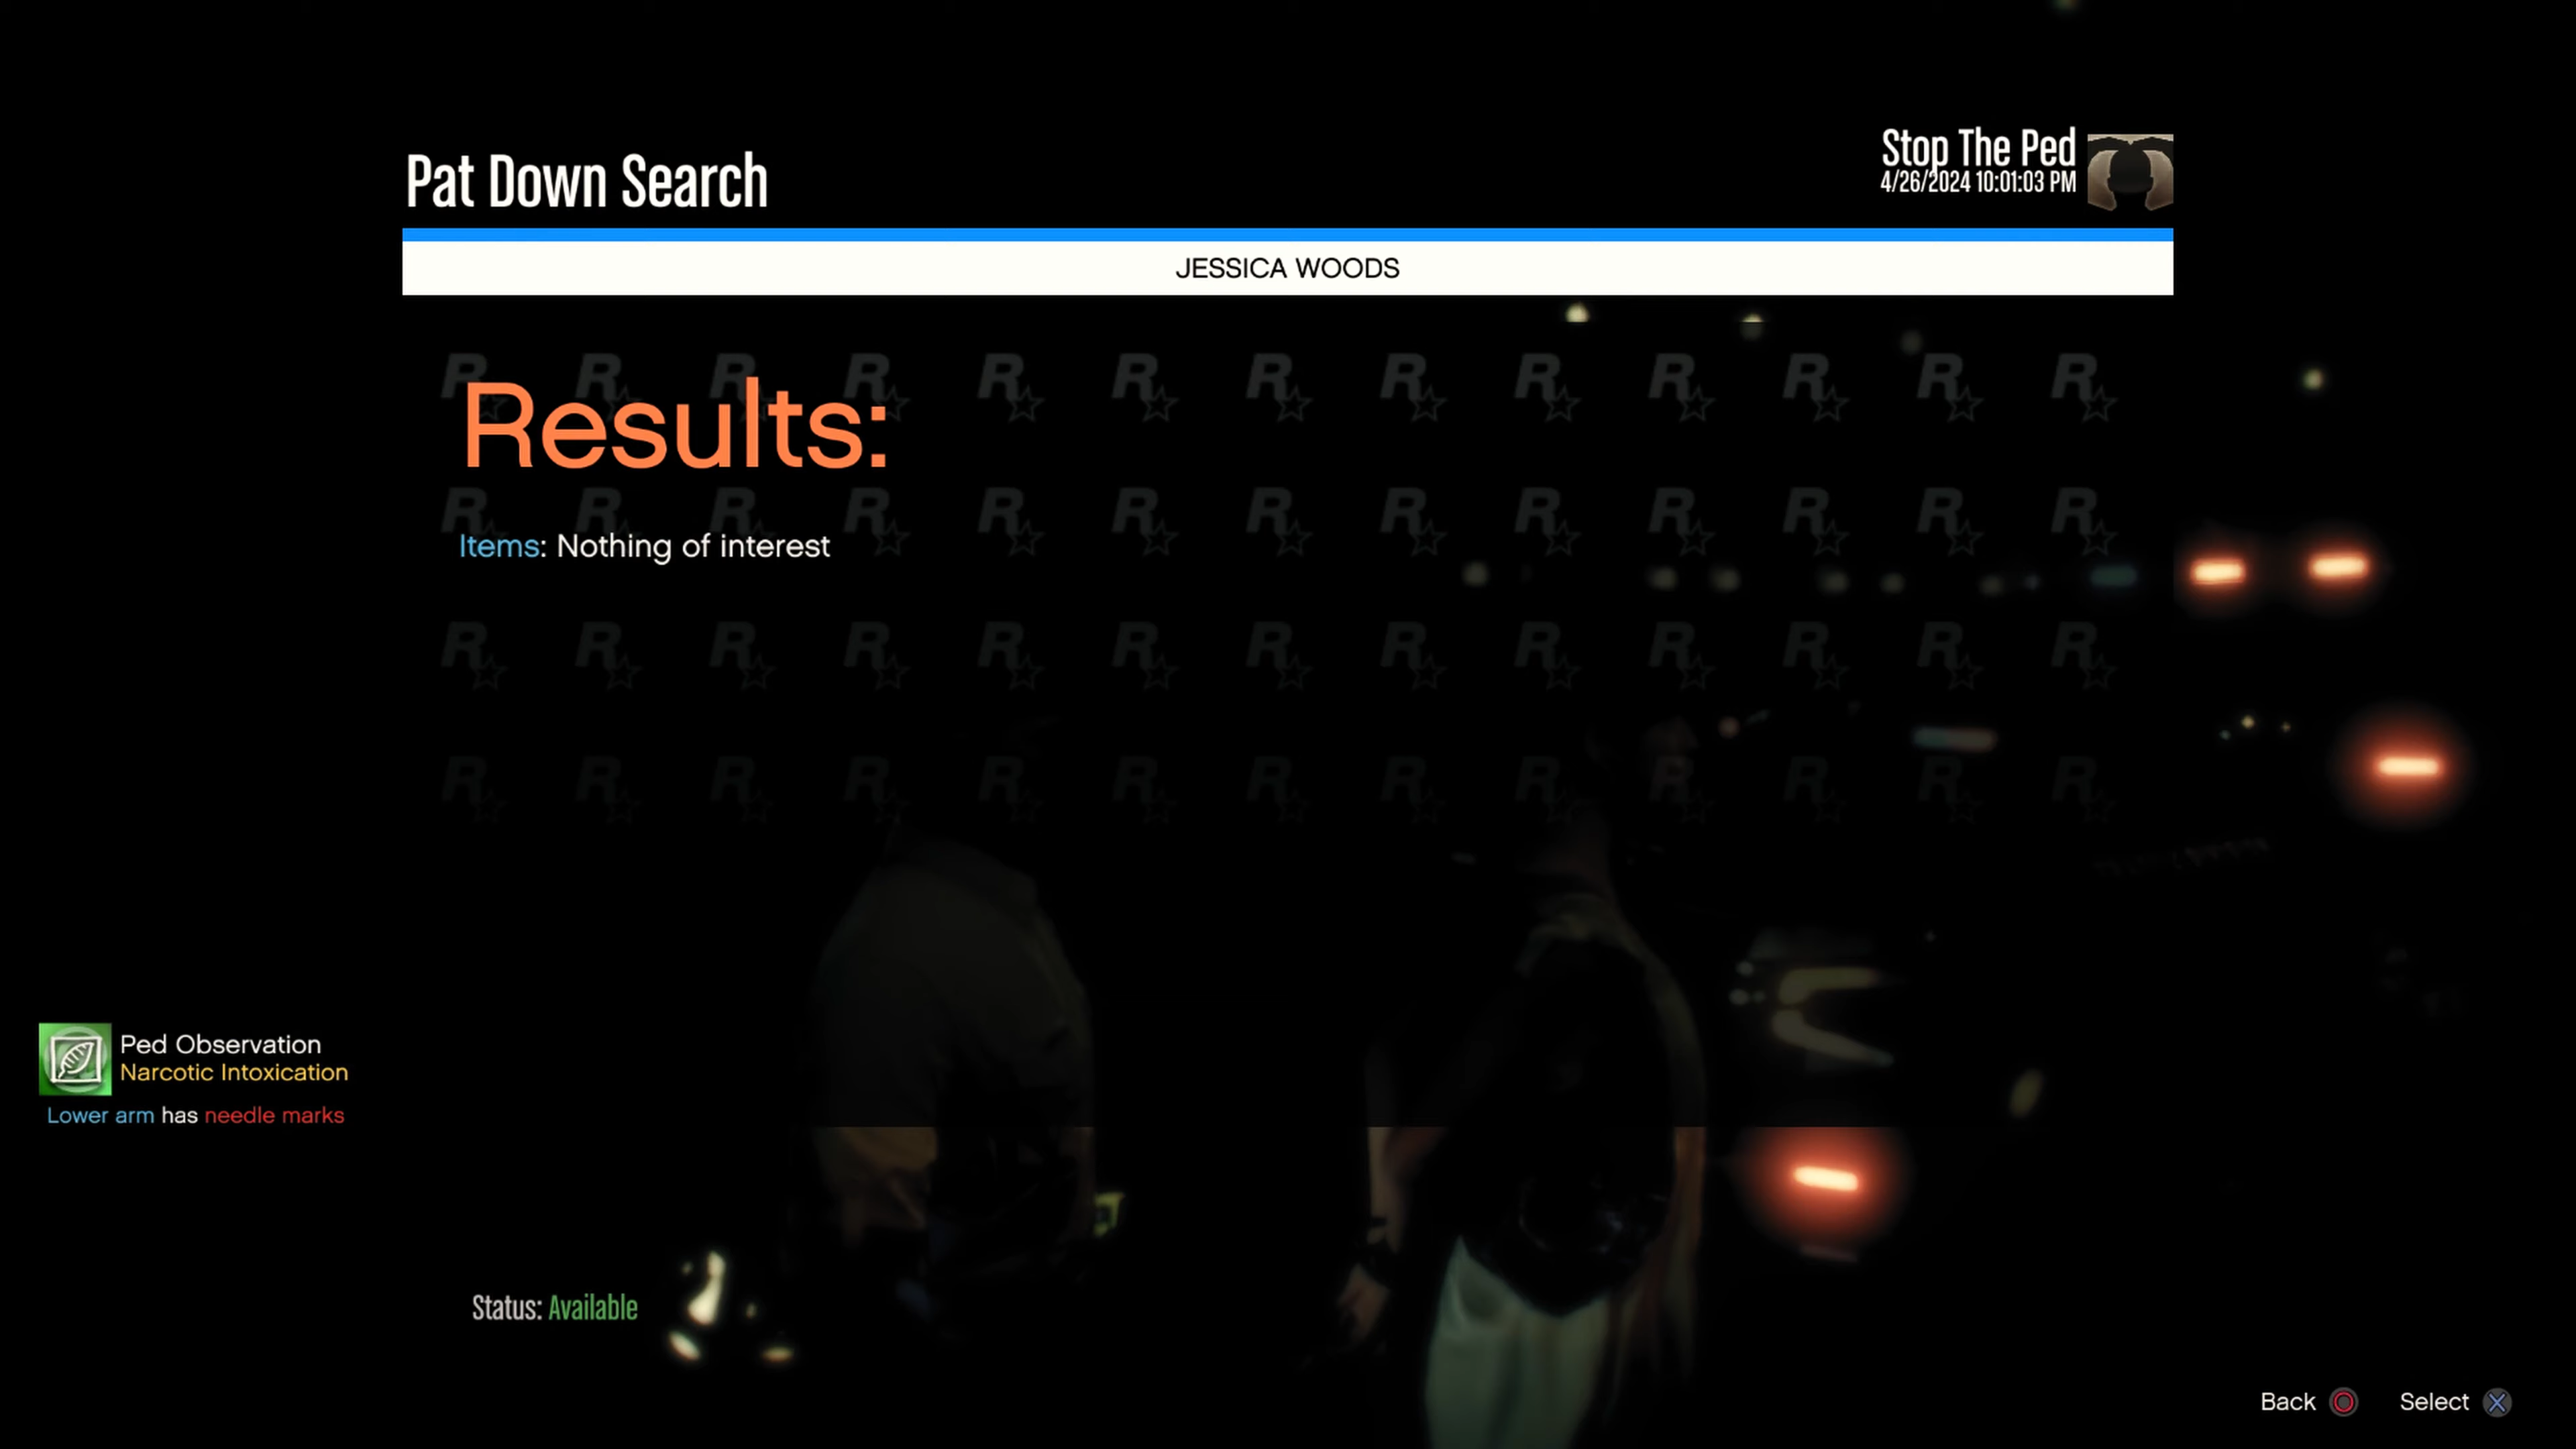 Pat Down Search
Stop The Ped
4/26/2024 10:01:03 PM
JESSICA WOODS
Results:
Items: Nothing of interest
Ped Observation
Narcotic Intoxication
Lower arm has needle marks
Status: Available
Back
Select